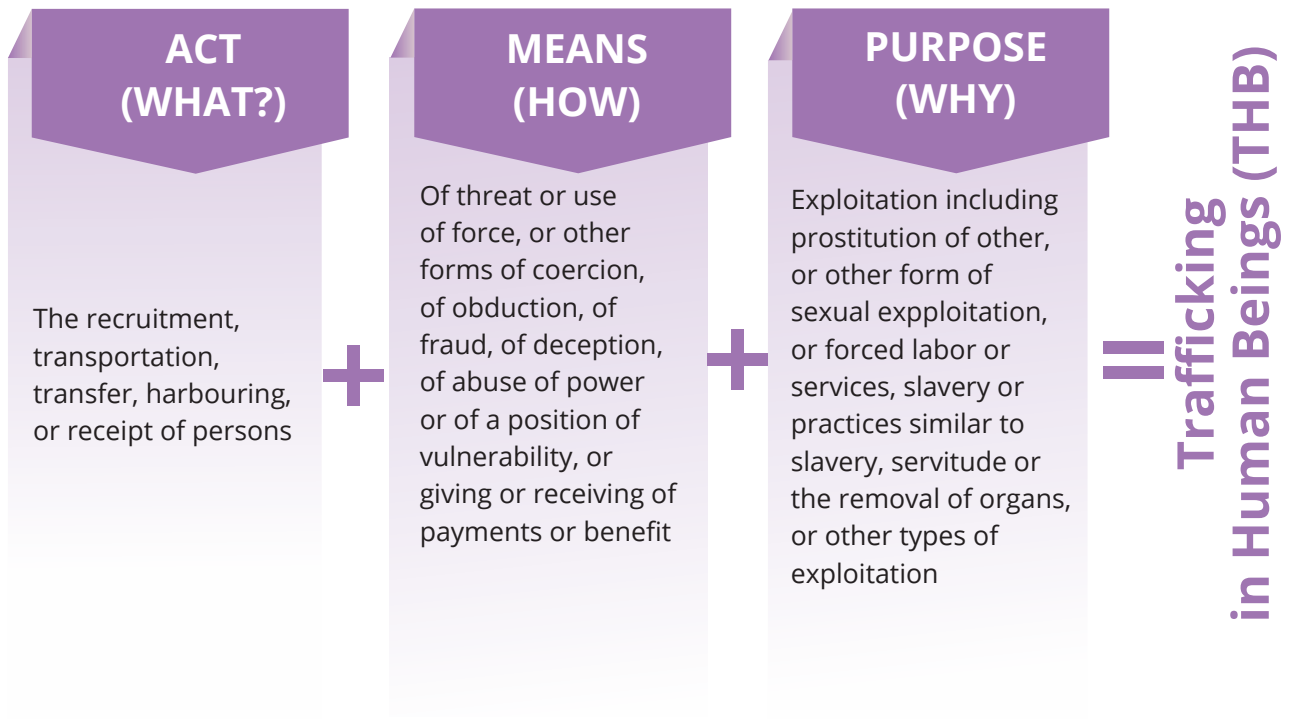 ACT
(WHAT?)
The recruitment,
transportation,
transfer, harbouring,
or receipt of persons
+
MEANS
(HOW)
Of threat or use
of force, or other
forms of coercion,
of obduction, of
fraud, of deception,
of abuse of power
or of a position of
vulnerability, or
giving or receiving of
payments or benefit
+
PURPOSE
(WHY)
Exploitation including
prostitution of other,
or other form of
sexual expploitation,
or forced labor or
services, slavery or
practices similar to
slavery, servitude or
the removal of organs,
or other types of
exploitation
=
Trafficking
in Human Beings (THB)